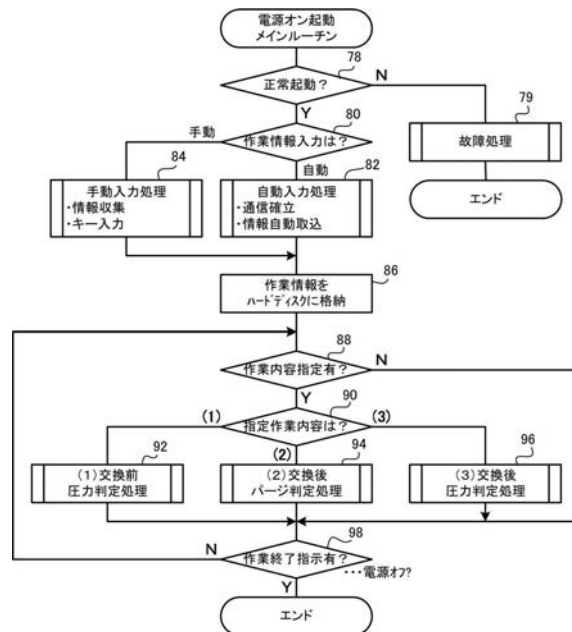 電源オン起動
メインルーチン
78
正常起動?
N
Y
79
故障処理
エンド
80
作業情報入力は?
手動
自動
84
手動入力処理
・情報収集
・キー入力
82
自動入力処理
・通信確立
・情報自動取込
86
作業情報を
ハードディスクに格納
88
作業内容指定有?
N
Y
90
指定作業内容は?
(1)
(2)
(3)
92
(1)交換前
圧力判定処理
94
(2)交換後
パージ判定処理
96
(3)交換後
圧力判定処理
98
作業終了指示有?
・・・電源オフ?
N
Y
エンド